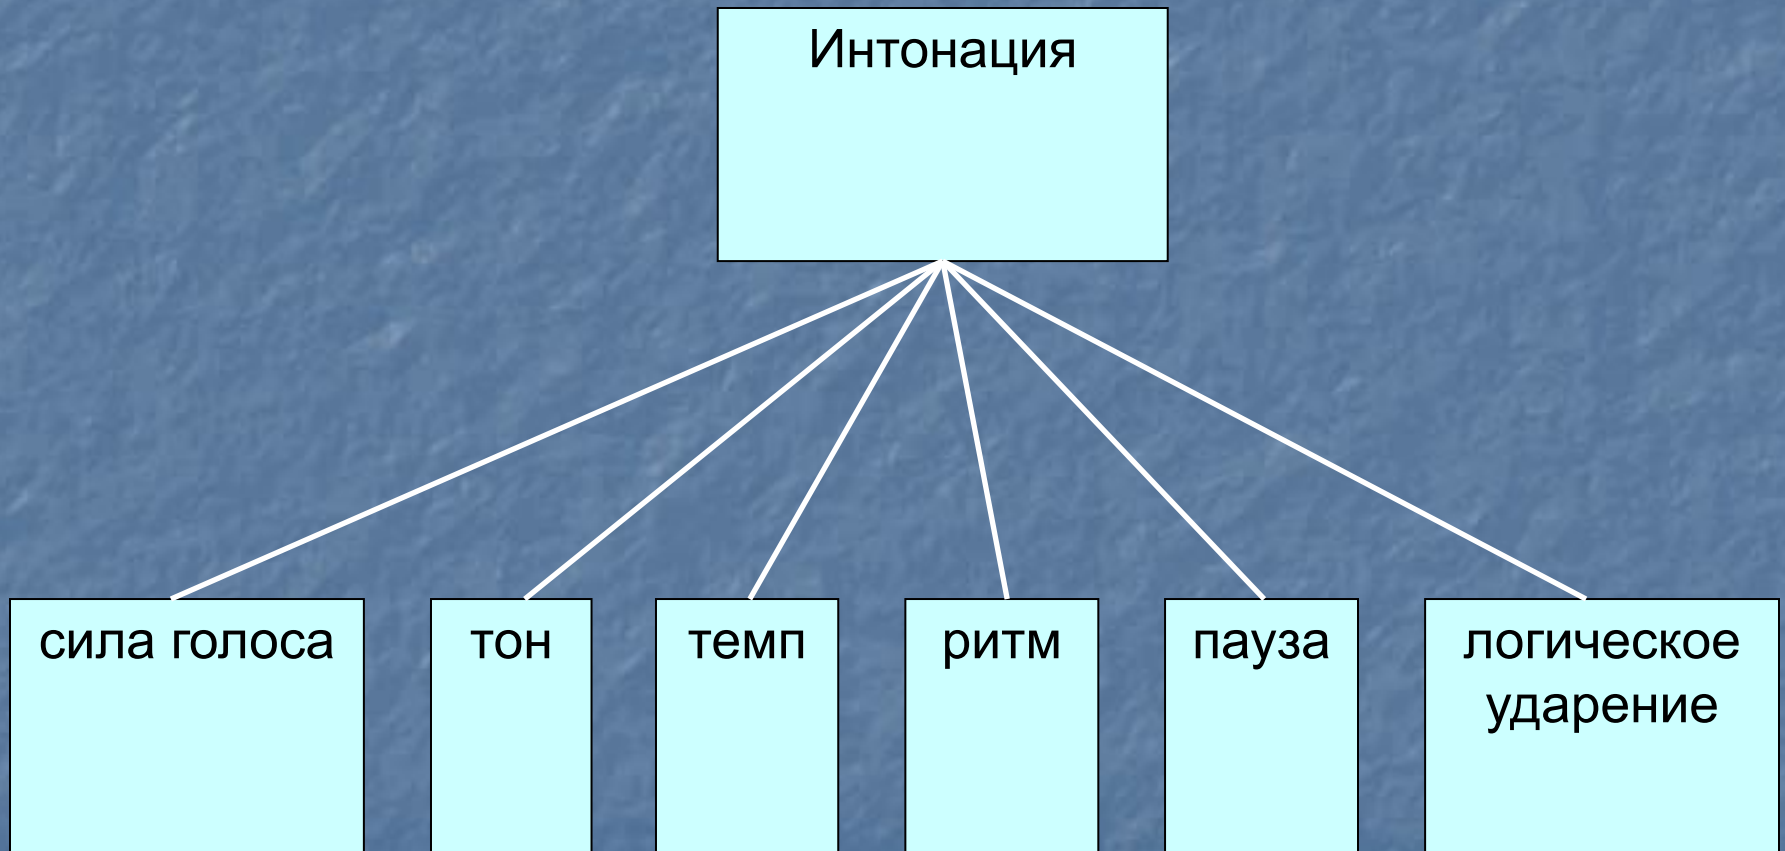 Интонация
сила голоса
тон
темп
ритм
пауза
логическое
ударение